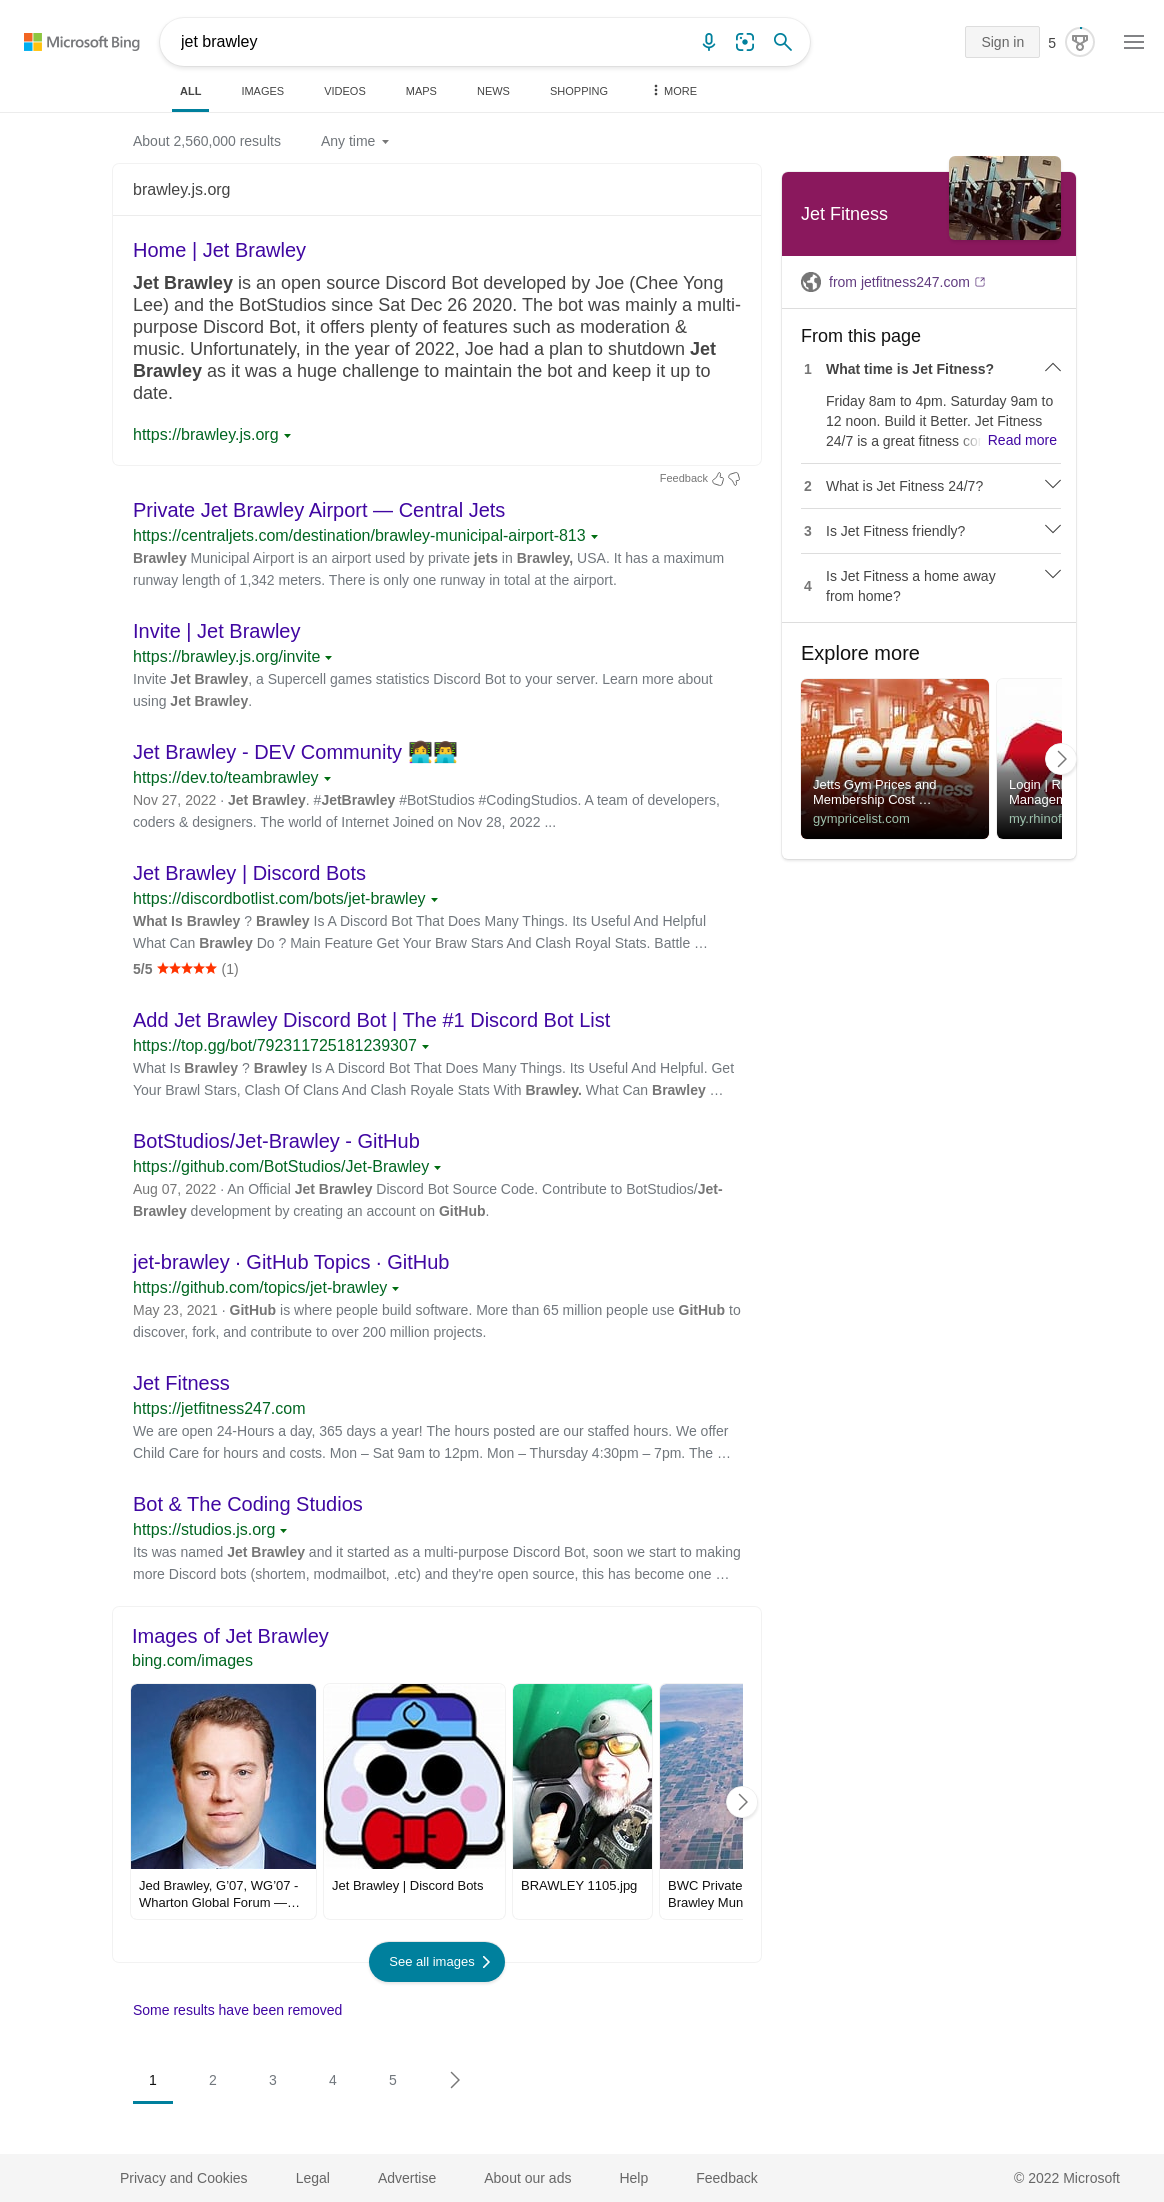 Microsoft Bing
jet brawley
Sign in
5
ALL
IMAGES
VIDEOS
MAPS
NEWS
SHOPPING
MORE
About 2,560,000 results
Any time
brawley.js.org
Home | Jet Brawley
Jet Brawley is an open source Discord Bot developed by Joe (Chee Yong
Lee) and the BotStudios since Sat Dec 26 2020. The bot was mainly a multi-
purpose Discord Bot, it offers plenty of features such as moderation &
music. Unfortunately, in the year of 2022, Joe had a plan to shutdown Jet
Brawley as it was a huge challenge to maintain the bot and keep it up to
date.
https://brawley.js.org
Feedback
Private Jet Brawley Airport — Central Jets
https://centraljets.com/destination/brawley-municipal-airport-813
Brawley Municipal Airport is an airport used by private jets in Brawley, USA. It has a maximum
runway length of 1,342 meters. There is only one runway in total at the airport.
Invite | Jet Brawley
https://brawley.js.org/invite
Invite Jet Brawley, a Supercell games statistics Discord Bot to your server. Learn more about
using Jet Brawley.
Jet Brawley - DEV Community 👩‍💻👨‍💻
https://dev.to/teambrawley
Nov 27, 2022 · Jet Brawley. #JetBrawley #BotStudios #CodingStudios. A team of developers,
coders & designers. The world of Internet Joined on Nov 28, 2022 ...
Jet Brawley | Discord Bots
https://discordbotlist.com/bots/jet-brawley
What Is Brawley ? Brawley Is A Discord Bot That Does Many Things. Its Useful And Helpful
What Can Brawley Do ? Main Feature Get Your Braw Stars And Clash Royal Stats. Battle …
5/5 ★★★★★ (1)
Add Jet Brawley Discord Bot | The #1 Discord Bot List
https://top.gg/bot/792311725181239307
What Is Brawley ? Brawley Is A Discord Bot That Does Many Things. Its Useful And Helpful. Get
Your Brawl Stars, Clash Of Clans And Clash Royale Stats With Brawley. What Can Brawley …
BotStudios/Jet-Brawley - GitHub
https://github.com/BotStudios/Jet-Brawley
Aug 07, 2022 · An Official Jet Brawley Discord Bot Source Code. Contribute to BotStudios/Jet-
Brawley development by creating an account on GitHub.
jet-brawley · GitHub Topics · GitHub
https://github.com/topics/jet-brawley
May 23, 2021 · GitHub is where people build software. More than 65 million people use GitHub to
discover, fork, and contribute to over 200 million projects.
Jet Fitness
https://jetfitness247.com
We are open 24-Hours a day, 365 days a year! The hours posted are our staffed hours. We offer
Child Care for hours and costs. Mon – Sat 9am to 12pm. Mon – Thursday 4:30pm – 7pm. The …
Bot & The Coding Studios
https://studios.js.org
Its was named Jet Brawley and it started as a multi-purpose Discord Bot, soon we start to making
more Discord bots (shortem, modmailbot, .etc) and they're open source, this has become one …
Images of Jet Brawley
bing.com/images
Jed Brawley, G'07, WG'07 -
Wharton Global Forum —…
Jet Brawley | Discord Bots
BRAWLEY 1105.jpg
BWC Private
Brawley Mun
See all images
Some results have been removed
1
2
3
4
5
Jet Fitness
from jetfitness247.com
From this page
1 What time is Jet Fitness?
Friday 8am to 4pm. Saturday 9am to
12 noon. Build it Better. Jet Fitness
24/7 is a great fitness co Read more
2 What is Jet Fitness 24/7?
3 Is Jet Fitness friendly?
4 Is Jet Fitness a home away
from home?
Explore more
jetts
24 hour fitness
Jetts Gym Prices and
Membership Cost …
gympricelist.com
Login | R
Managem
my.rhinof
Privacy and Cookies
Legal
Advertise
About our ads
Help
Feedback
© 2022 Microsoft